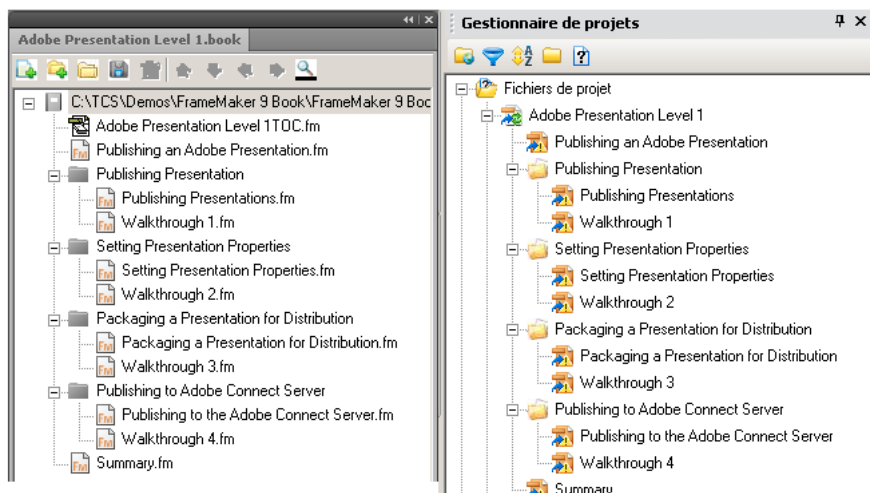 Adobe Presentation Level 1.book
C:\TCS\Demos\FrameMaker 9 Book\FrameMaker 9 Boc
Adobe Presentation Level 1TOC.fm
Publishing an Adobe Presentation.fm
Publishing Presentation
Publishing Presentations.fm
Walkthrough 1.fm
Setting Presentation Properties
Setting Presentation Properties.fm
Walkthrough 2.fm
Packaging a Presentation for Distribution
Packaging a Presentation for Distribution.fm
Walkthrough 3.fm
Publishing to Adobe Connect Server
Publishing to the Adobe Connect Server.fm
Walkthrough 4.fm
Summary.fm
Gestionnaire de projets
Fichiers de projet
Adobe Presentation Level 1
Publishing an Adobe Presentation
Publishing Presentation
Publishing Presentations
Walkthrough 1
Setting Presentation Properties
Setting Presentation Properties
Walkthrough 2
Packaging a Presentation for Distribution
Packaging a Presentation for Distribution
Walkthrough 3
Publishing to Adobe Connect Server
Publishing to the Adobe Connect Server
Walkthrough 4
Summary